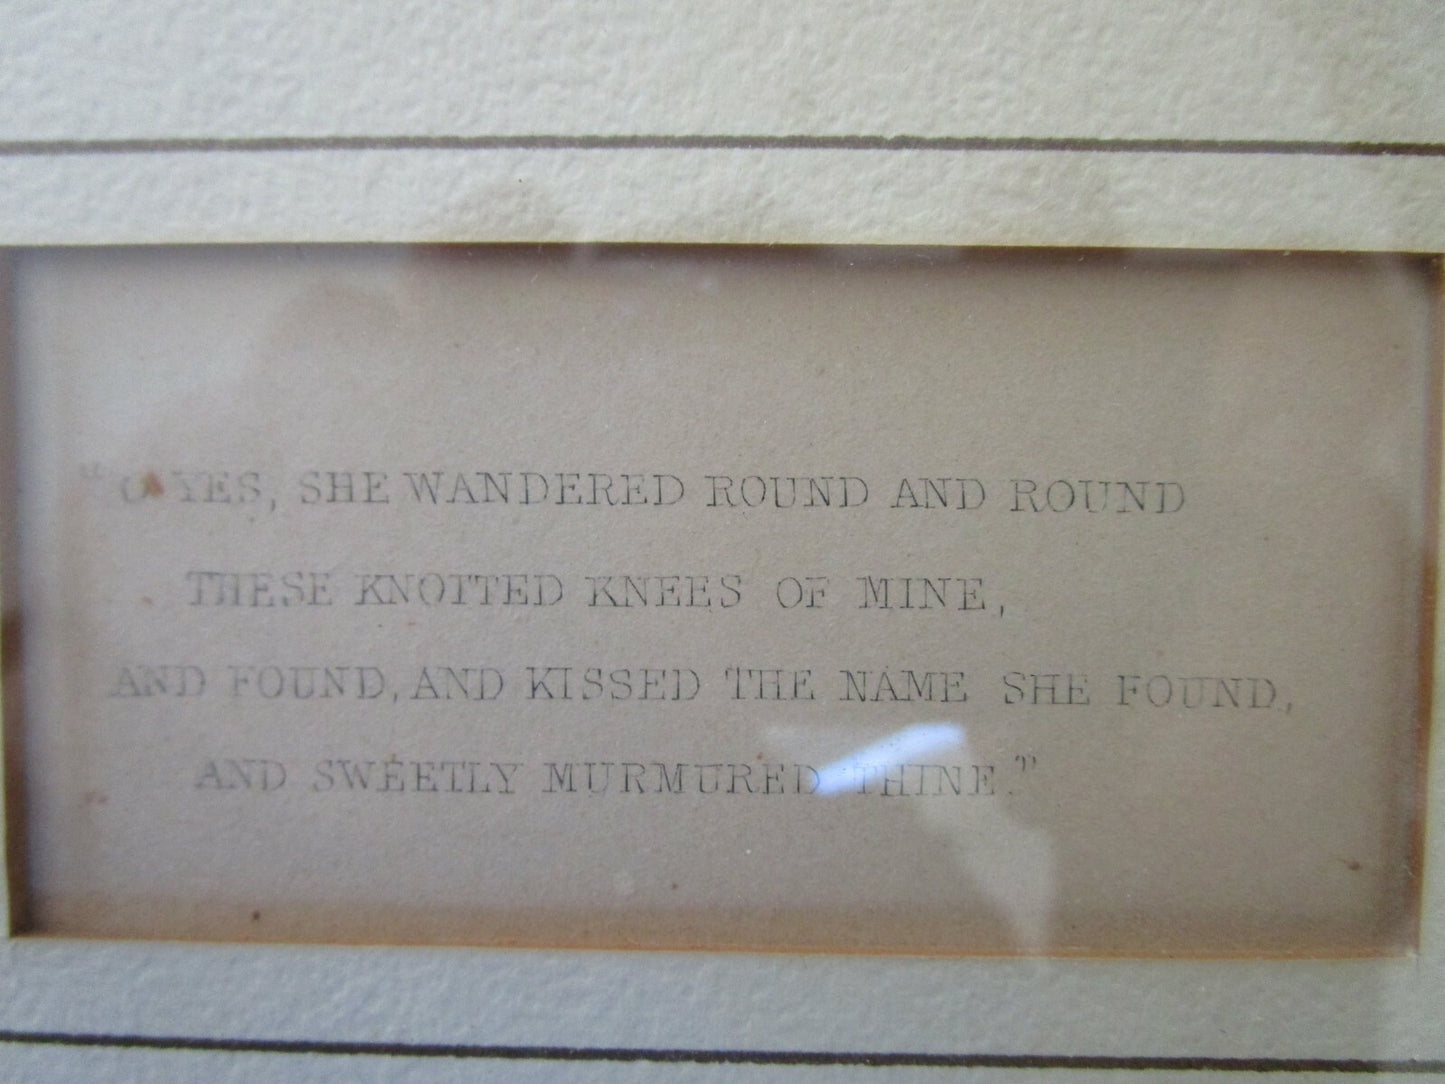 "O YES, SHE WANDERED ROUND AND ROUND
THESE KNOTTED KNEES OF MINE,
AND FOUND, AND KISSED THE NAME SHE FOUND,
AND SWEETLY MURMURED THINE."